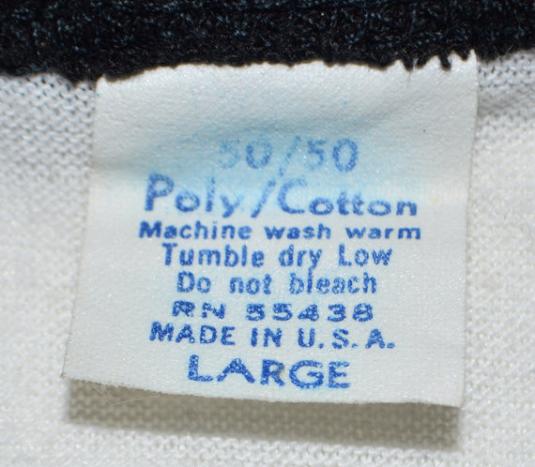 50/50
Poly/Cotton
Machine wash warm
Tumble dry Low
Do not bleach
RN 55438
MADE IN U.S.A.
LARGE